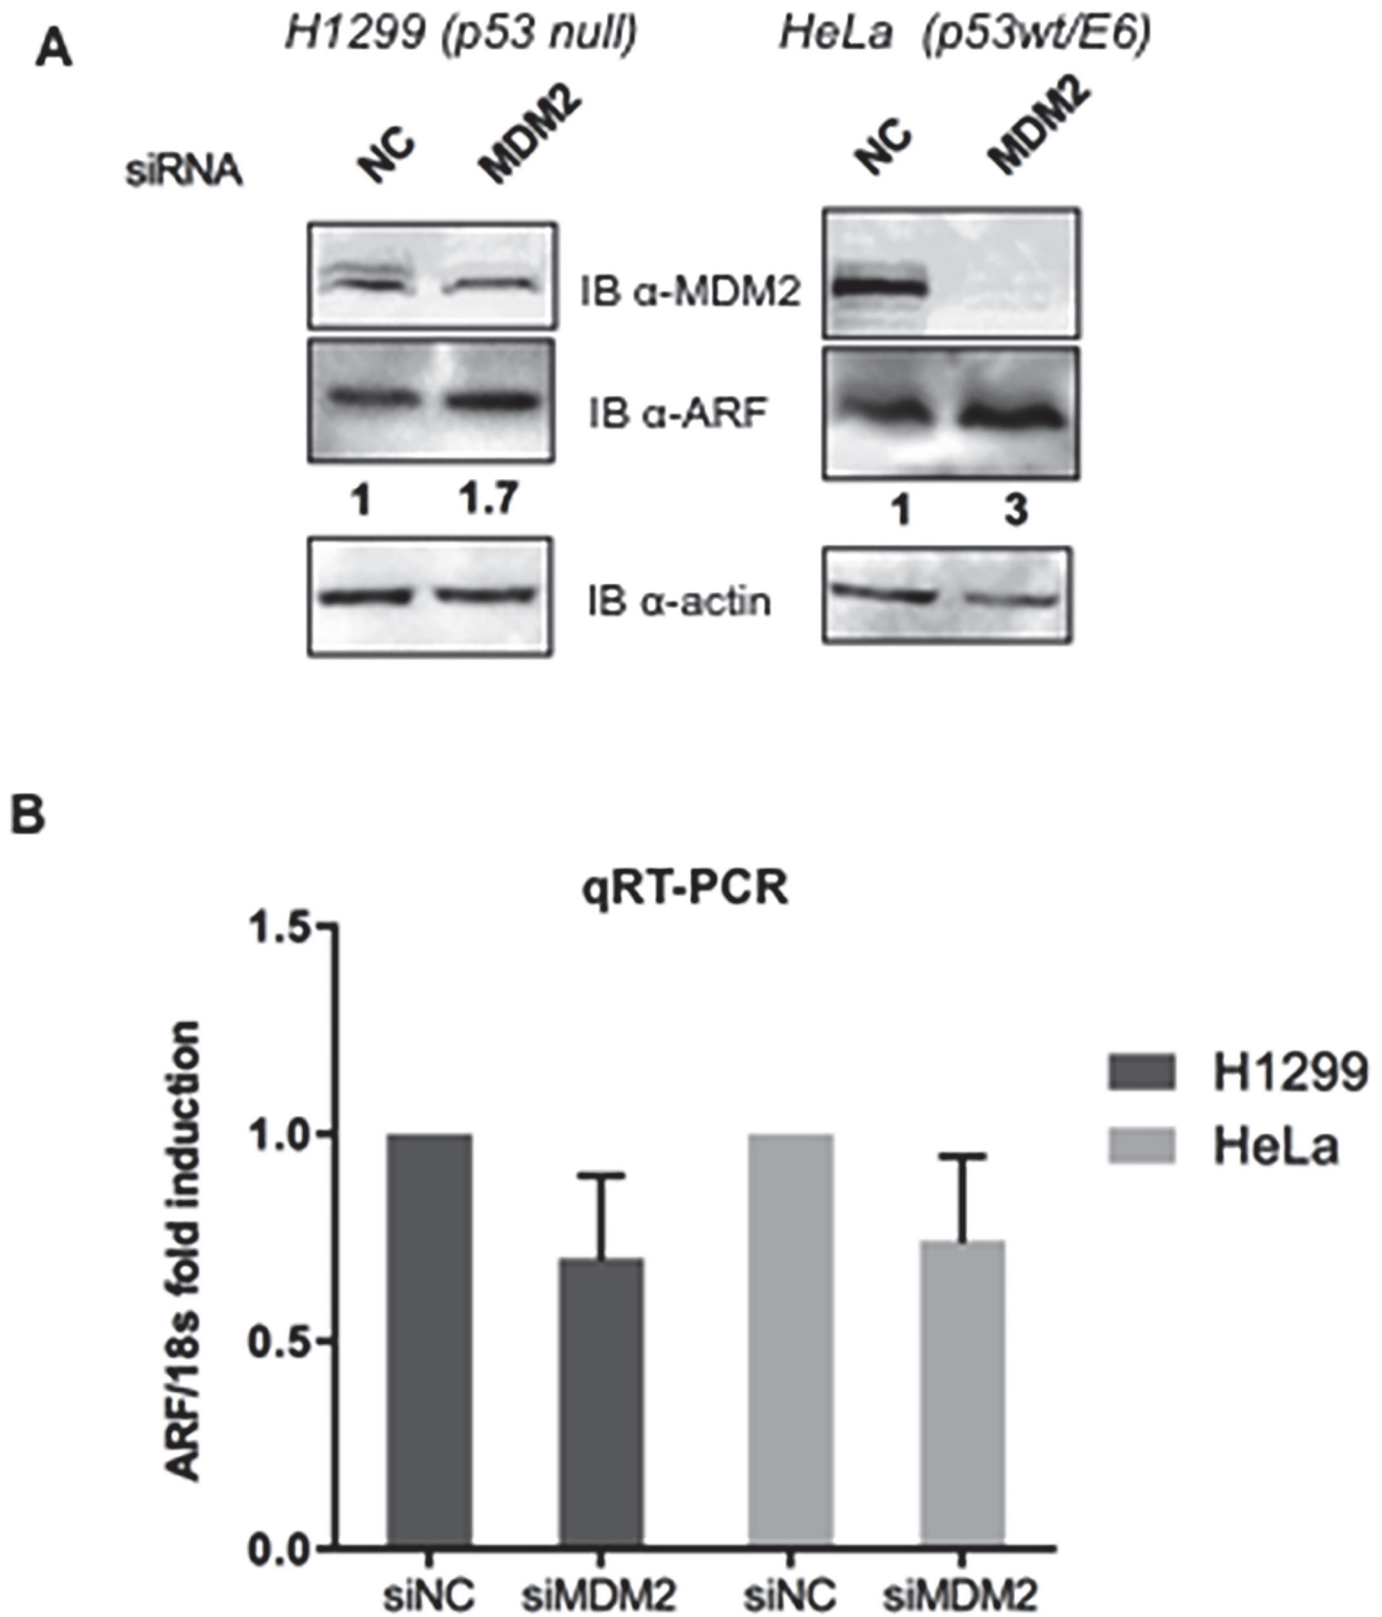 A
H1299 (p53 null)
HeLa (p53wt/E6)
siRNA
NC
MDM2
NC
MDM2
IB α-MDM2
IB α-ARF
1
1.7
1
3
IB α-actin
B
qRT-PCR
ARF/18s fold induction
1.5
1.0
0.5
0.0
siNC
siMDM2
siNC
siMDM2
H1299
HeLa